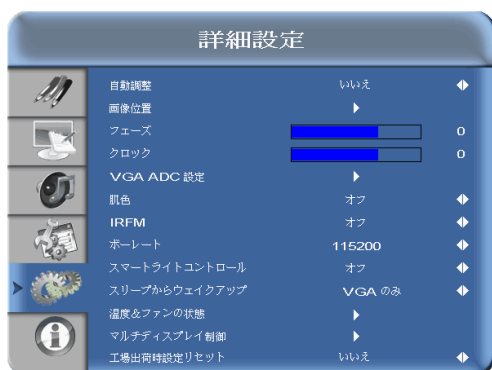 詳細設定
自動調整 いいえ
画像位置
フェーズ 0
クロック 0
VGA ADC 設定
肌色 オフ
IRFM オフ
ボーレート 115200
スマートライトコントロール オフ
スリープからウェイクアップ VGA のみ
温度&ファンの状態
マルチディスプレイ制御
工場出荷時設定リセット いいえ